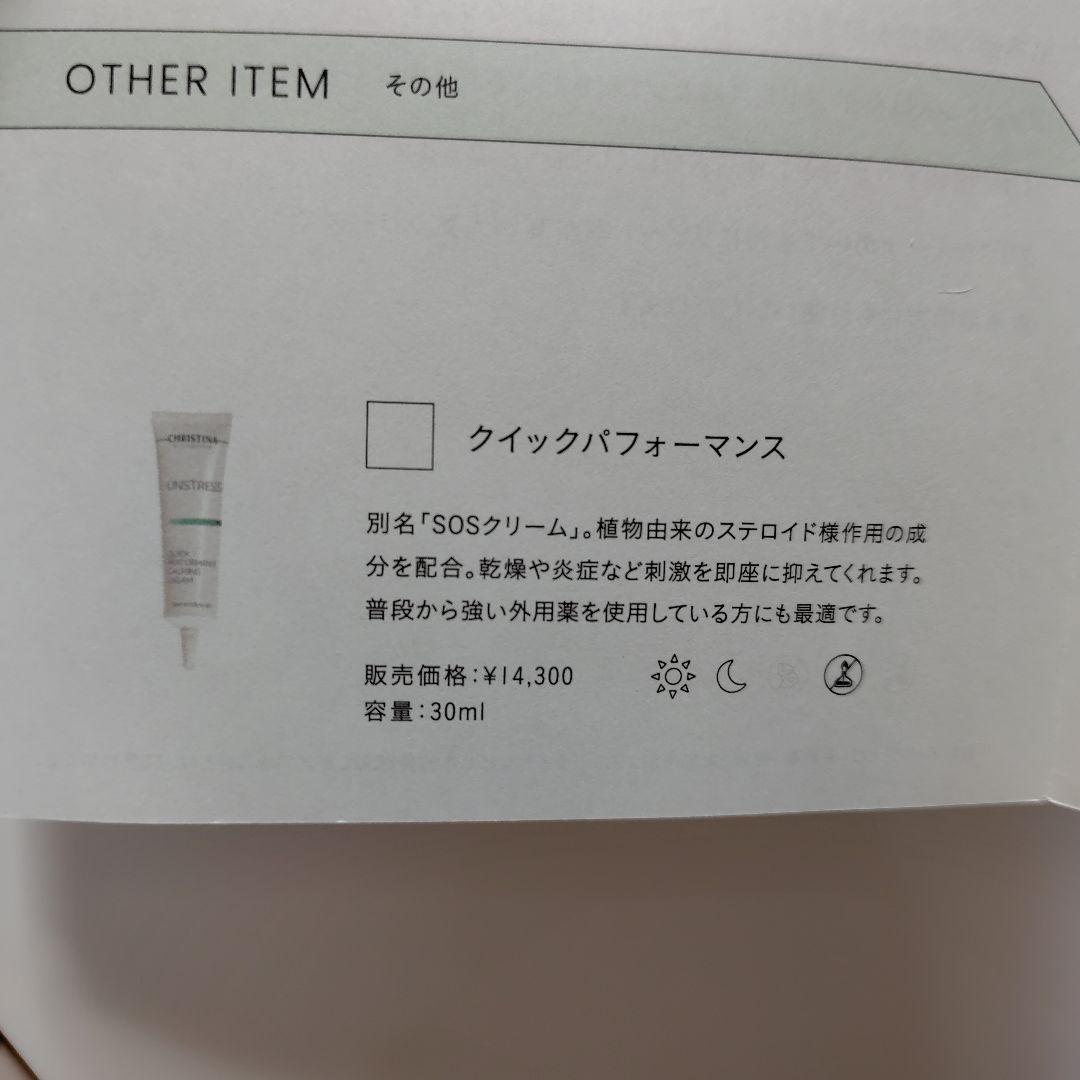 OTHER ITEM その他
CHRISTINA
UNSTRESS
クイックパフォーマンス
別名「SOSクリーム」。植物由来のステロイド様作用の成
分を配合。乾燥や炎症など刺激を即座に抑えてくれます。
普段から強い外用薬を使用している方にも最適です。
販売価格:¥14,300
容量:30ml